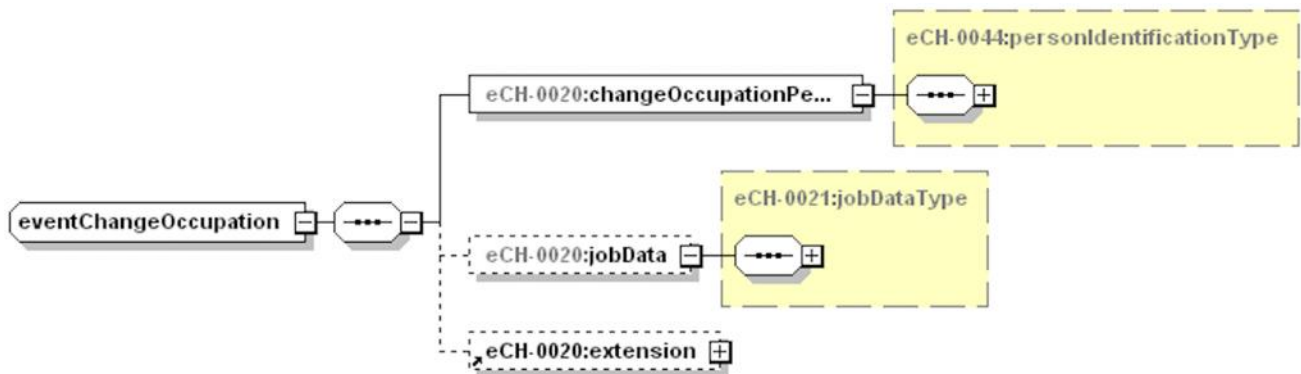 eCH-0044:personIdentificationType
eCH-0020:changeOccupationPe...
eCH-0021:jobDataType
eventChangeOccupation
eCH-0020:jobData
eCH-0020:extension